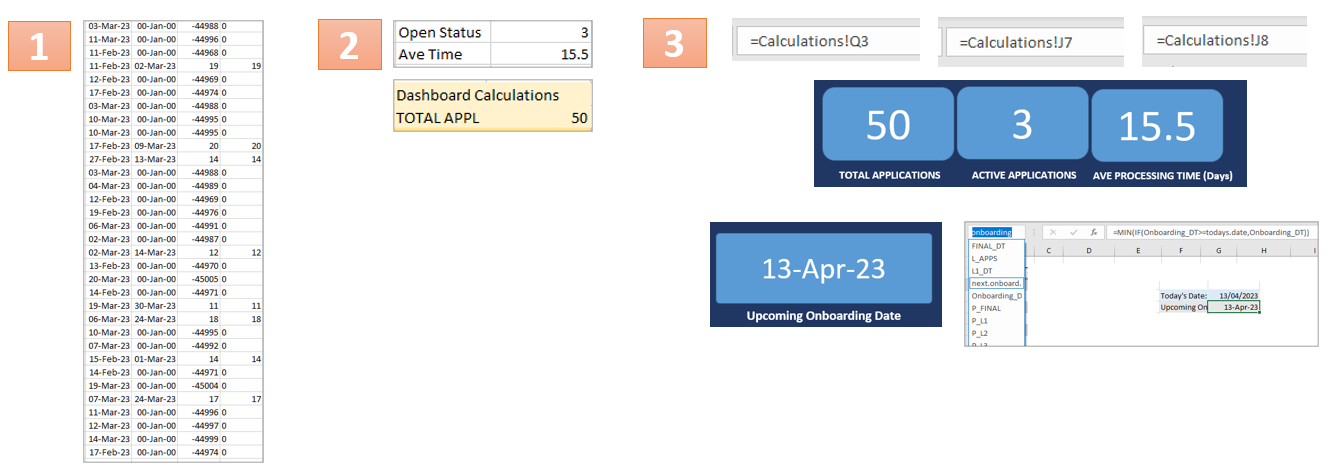 1
03-Mar-23 00-Jan-00 -44988 0
11-Mar-23 00-Jan-00 -44996 0
11-Feb-23 00-Jan-00 -44968 0
11-Feb-23 02-Mar-23 19 19
12-Feb-23 00-Jan-00 -44969 0
17-Feb-23 00-Jan-00 -44974 0
03-Mar-23 00-Jan-00 -44988 0
10-Mar-23 00-Jan-00 -44995 0
10-Mar-23 00-Jan-00 -44995 0
17-Feb-23 09-Mar-23 20 20
27-Feb-23 13-Mar-23 14 14
03-Mar-23 00-Jan-00 -44988 0
04-Mar-23 00-Jan-00 -44989 0
12-Feb-23 00-Jan-00 -44969 0
19-Feb-23 00-Jan-00 -44976 0
06-Mar-23 00-Jan-00 -44991 0
02-Mar-23 00-Jan-00 -44987 0
02-Mar-23 14-Mar-23 12 12
13-Feb-23 00-Jan-00 -44970 0
20-Mar-23 00-Jan-00 -45005 0
14-Feb-23 00-Jan-00 -44971 0
19-Mar-23 30-Mar-23 11 11
06-Mar-23 24-Mar-23 18 18
10-Mar-23 00-Jan-00 -44995 0
07-Mar-23 00-Jan-00 -44992 0
15-Feb-23 01-Mar-23 14 14
14-Feb-23 00-Jan-00 -44971 0
19-Mar-23 00-Jan-00 -45004 0
07-Mar-23 24-Mar-23 17 17
11-Mar-23 00-Jan-00 -44996 0
12-Mar-23 00-Jan-00 -44997 0
14-Mar-23 00-Jan-00 -44999 0
17-Feb-23 00-Jan-00 -44974 0
2
Open Status 3
Ave Time 15.5
Dashboard Calculations
TOTAL APPL 50
3
=Calculations!Q3 =Calculations!J7 =Calculations!J8
50 3 15.5
TOTAL APPLICATIONS ACTIVE APPLICATIONS AVE PROCESSING TIME (Days)
13-Apr-23
Upcoming Onboarding Date
onboarding fx =MIN(IF(Onboarding_DT>=todays.date,Onboarding_DT))
C D E F G H I
FINAL_DT
L_APPS
L1_DT
next.onboard.
Onboarding_D
P_FINAL
P_L1
P_L2
P_L3
Today's Date: 13/04/2023
Upcoming On 13-Apr-23